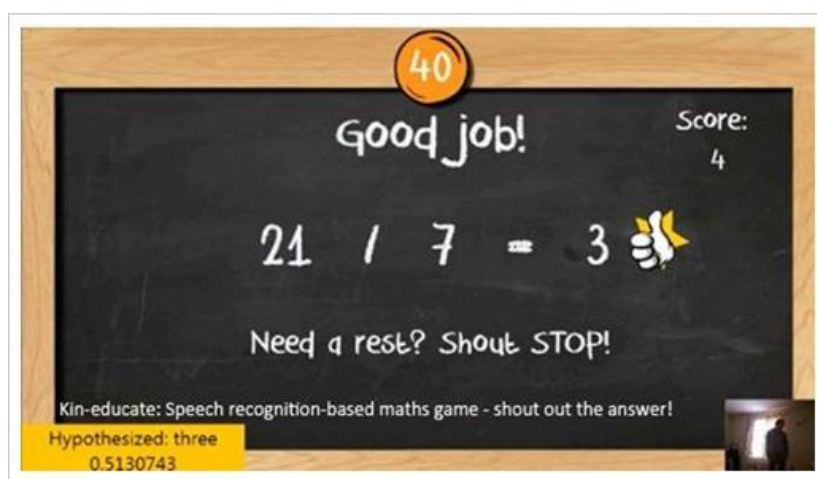 40
Good job!
Score:
4
21 / 7 = 3
Need a rest? Shout STOP!
Kin-educate: Speech recognition-based maths game - shout out the answer!
Hypothesized: three
0.5130743